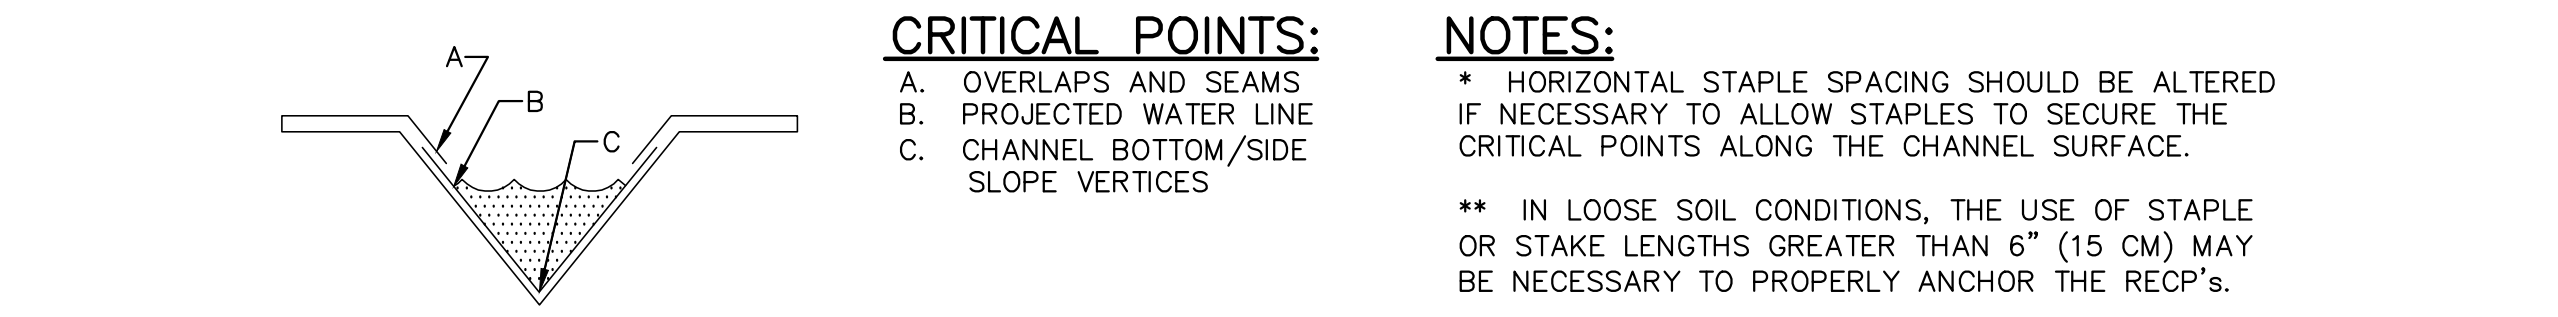 A
B
C
CRITICAL POINTS:
A. OVERLAPS AND SEAMS
B. PROJECTED WATER LINE
C. CHANNEL BOTTOM/SIDE
SLOPE VERTICES
NOTES:
* HORIZONTAL STAPLE SPACING SHOULD BE ALTERED
IF NECESSARY TO ALLOW STAPLES TO SECURE THE
CRITICAL POINTS ALONG THE CHANNEL SURFACE.
** IN LOOSE SOIL CONDITIONS, THE USE OF STAPLE
OR STAKE LENGTHS GREATER THAN 6" (15 CM) MAY
BE NECESSARY TO PROPERLY ANCHOR THE RECP's.